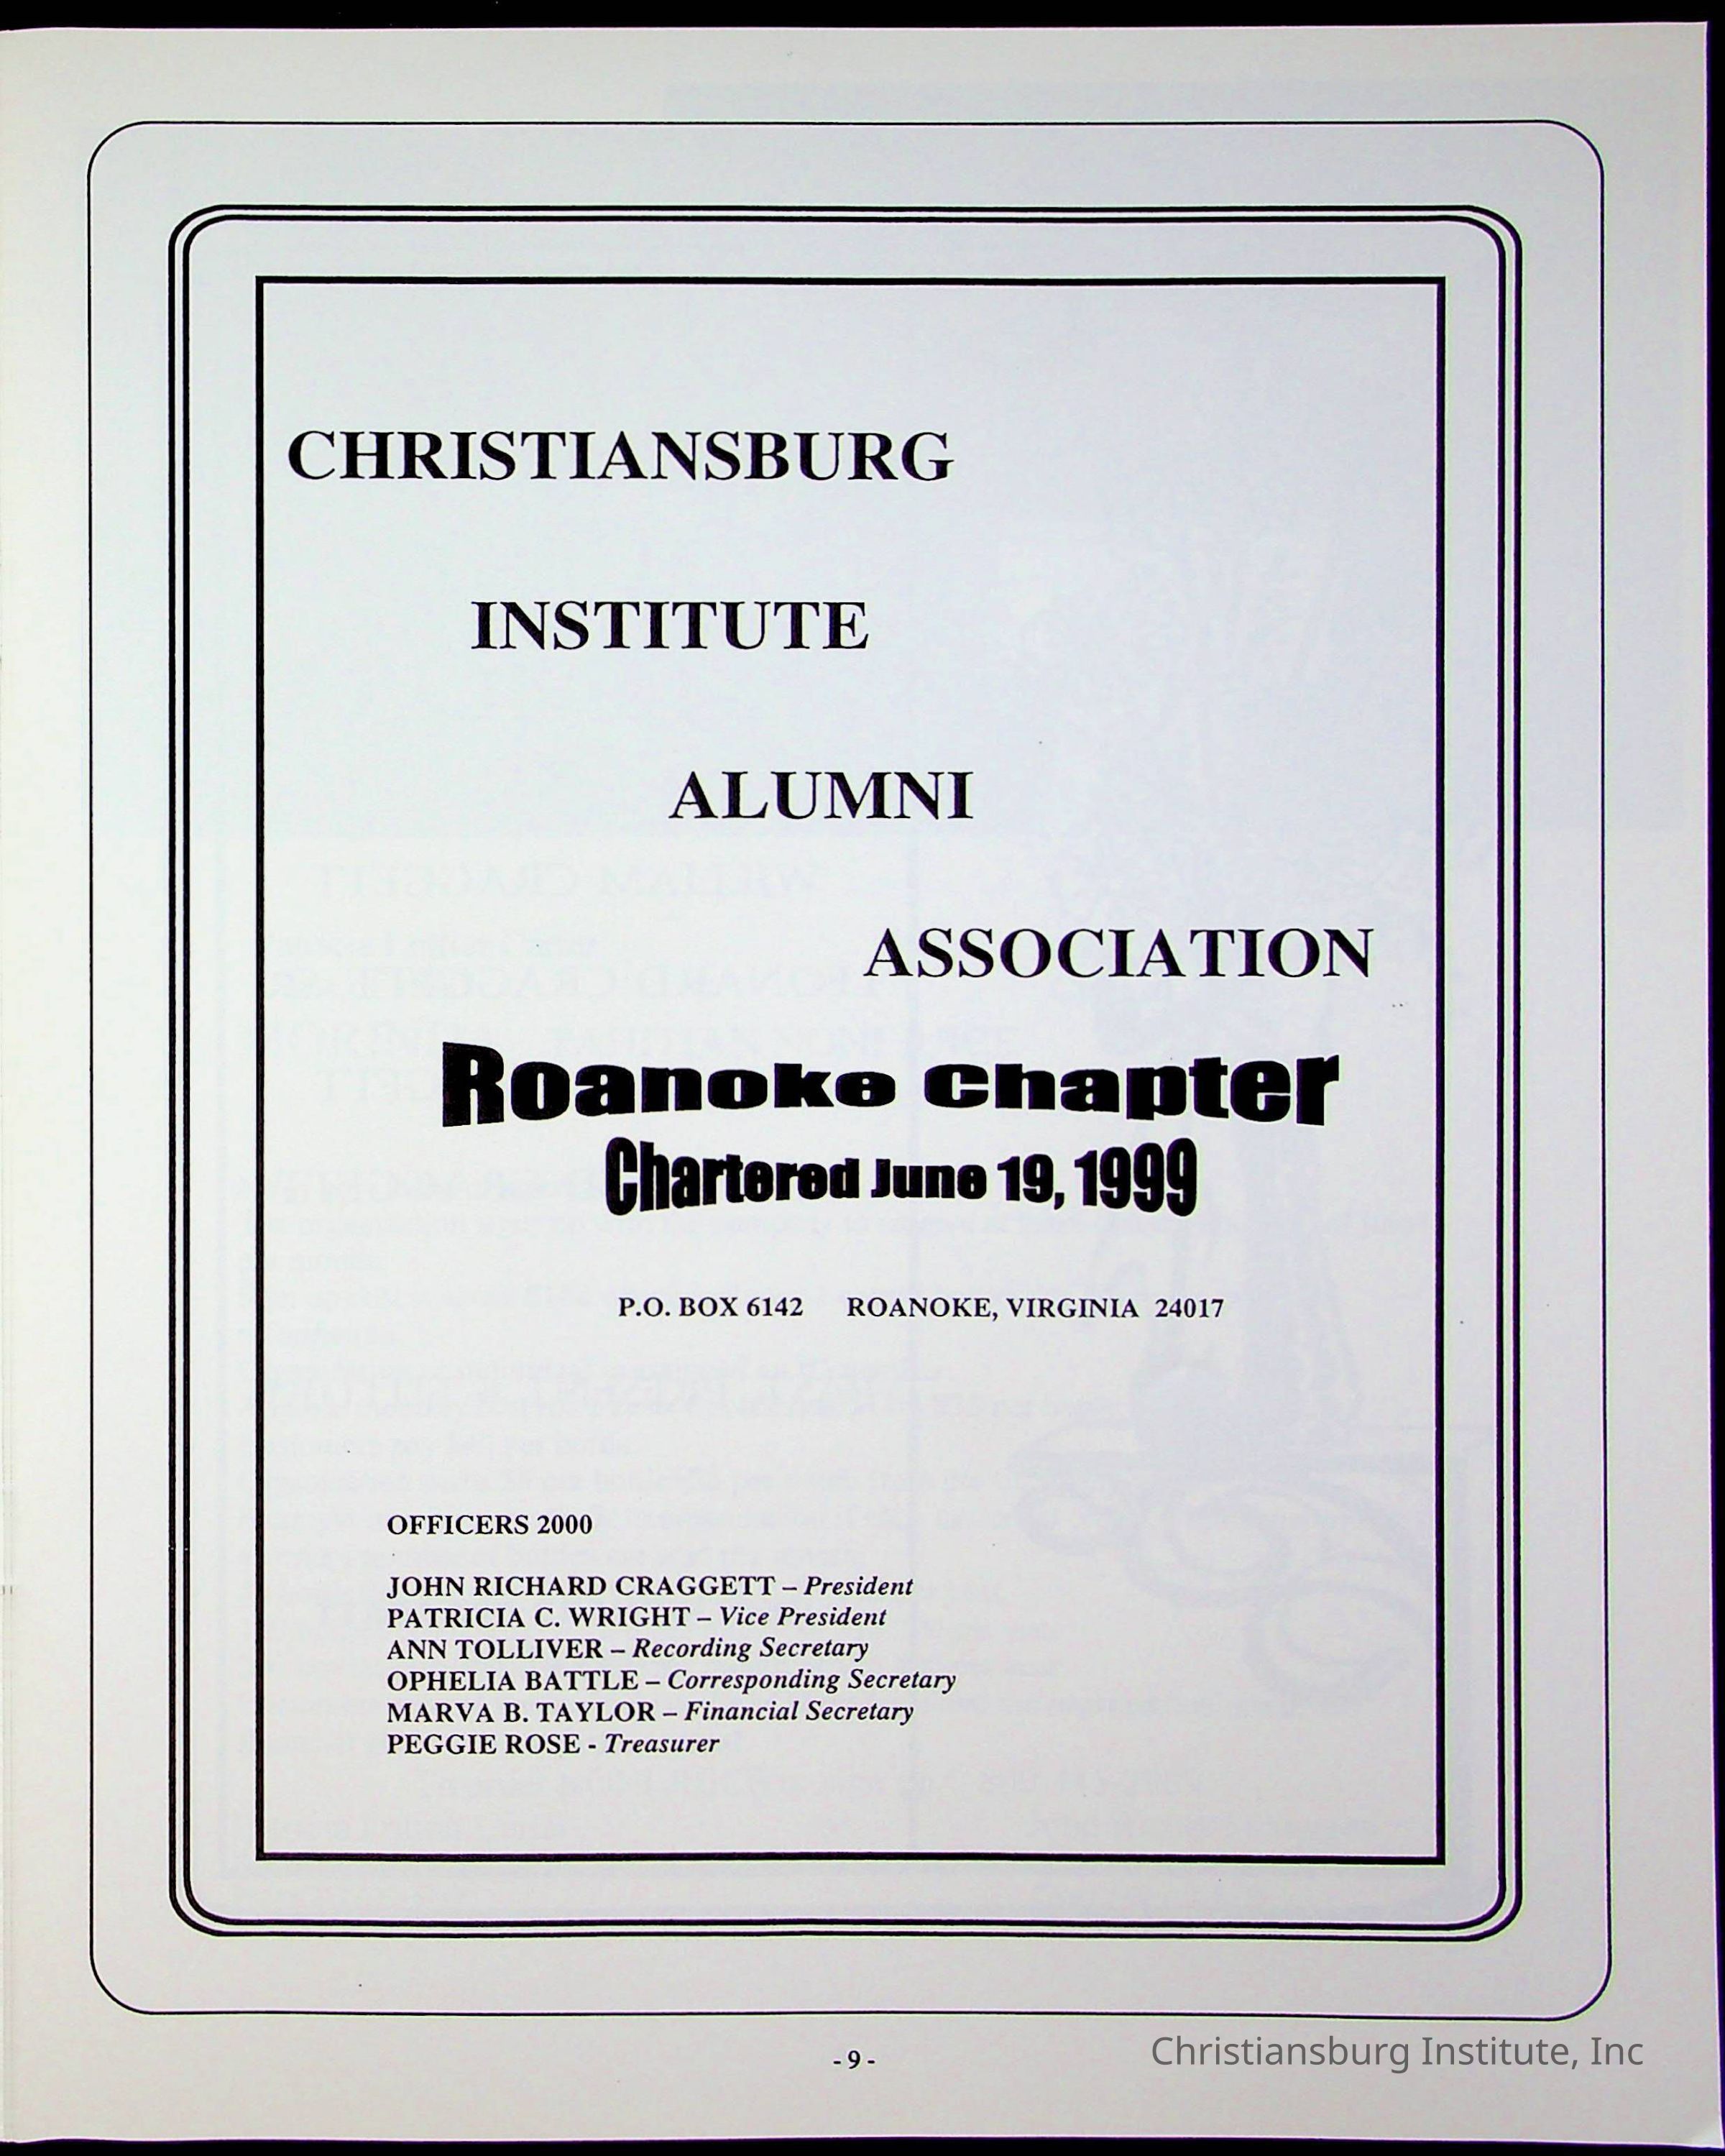 CHRISTIANSBURG
INSTITUTE
ALUMNI
ASSOCIATION
Roanoke Chapter
Chartered June 19, 1999
P.O. BOX 6142 ROANOKE, VIRGINIA 24017
OFFICERS 2000
JOHN RICHARD CRAGGETT – President
PATRICIA C. WRIGHT – Vice President
ANN TOLLIVER – Recording Secretary
OPHELIA BATTLE – Corresponding Secretary
MARVA B. TAYLOR – Financial Secretary
PEGGIE ROSE - Treasurer
- 9 -
Christiansburg Institute, Inc